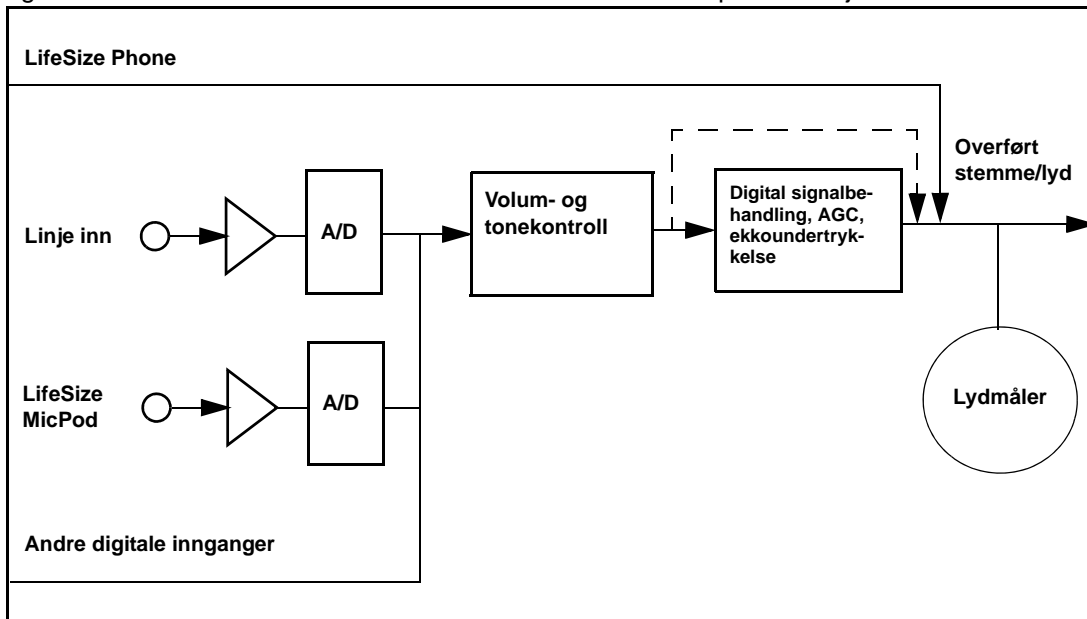 LifeSize Phone
Overført
stemme/lyd
Linje inn
A/D
Volum- og
tonekontroll
Digital signalbe-
handling, AGC,
ekkoundertryk-
kelse
LifeSize
MicPod
A/D
Lydmåler
Andre digitale innganger